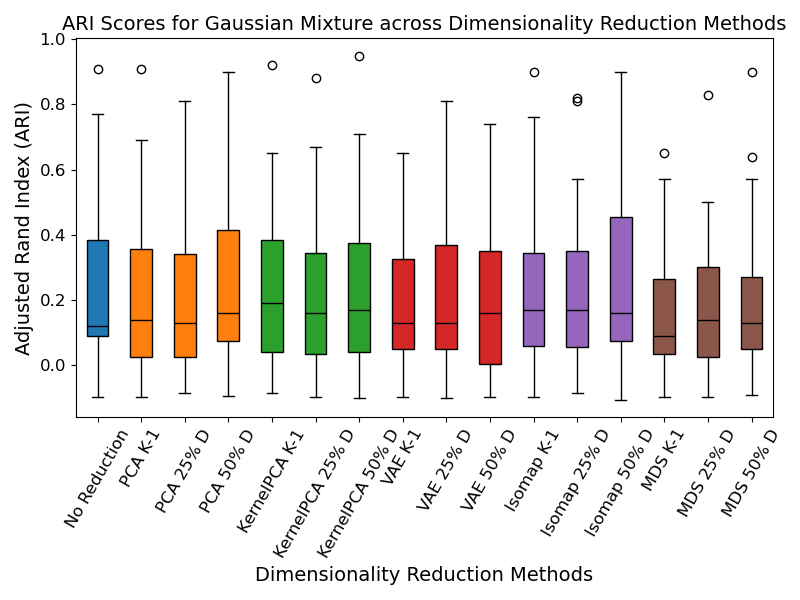 ARI Scores for Gaussian Mixture across Dimensionality Reduction Methods
Adjusted Rand Index (ARI)
1.0
0.8
0.6
0.4
0.2
0.0
No Reduction
PCA K-1
PCA 25% D
PCA 50% D
KernelPCA K-1
KernelPCA 25% D
KernelPCA 50% D
VAE K-1
VAE 25% D
VAE 50% D
Isomap K-1
Isomap 25% D
Isomap 50% D
MDS K-1
MDS 25% D
MDS 50% D
Dimensionality Reduction Methods